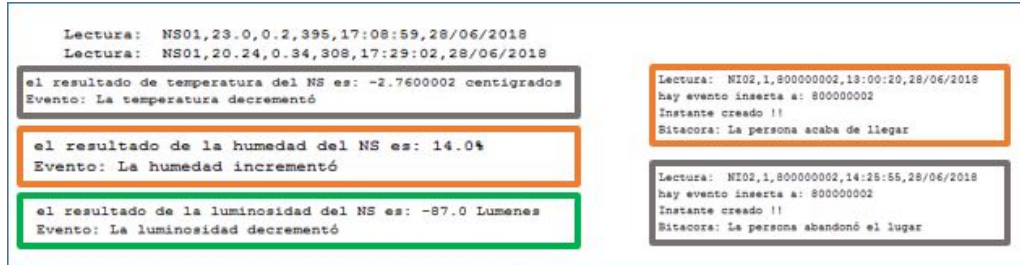 Lectura: NS01,23.0,0.2,395,17:08:59,28/06/2018
Lectura: NS01,20.24,0.34,308,17:29:02,28/06/2018
el resultado de temperatura del NS es: -2.7600002 centigrados
Evento: La temperatura decrementó
el resultado de la humedad del NS es: 14.0%
Evento: La humedad incrementó
el resultado de la luminosidad del NS es: -87.0 Lumenes
Evento: La luminosidad decrementó
Lectura: NI02,1,800000002,13:00:20,28/06/2018
hay evento inserta a: 800000002
Instante creado !!
Bitacora: La persona acaba de llegar
Lectura: NI02,1,800000002,14:25:55,28/06/2018
hay evento inserta a: 800000002
Instante creado !!
Bitacora: La persona abandonó el lugar